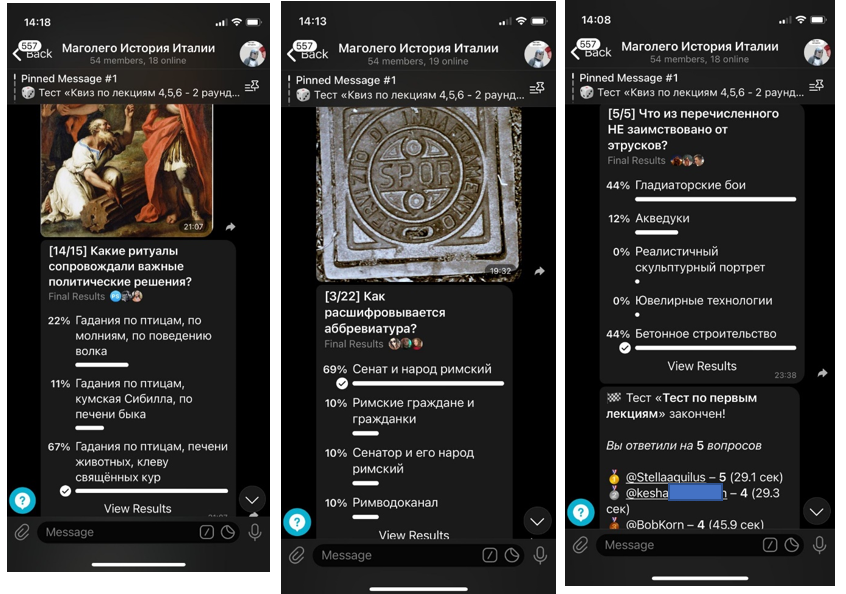 14:18
557
Back
Маголего История Италии
54 members, 18 online
Pinned Message #1
Тест «Квиз по лекциям 4,5,6 - 2 раунд...
21:07
[14/15] Какие ритуалы
сопровождали важные
политические решения?
Final Results
22% Гадания по птицам, по
молниям, по поведению
волка
11% Гадания по птицам,
кумская Сибилла, по
печени быка
67% Гадания по птицам, печени
животных, клеву
свящённых кур
View Results
Message
14:13
557
Back
Маголего История Италии
54 members, 19 online
Pinned Message #1
Тест «Квиз по лекциям 4,5,6 - 2 раунд...
SERVIZIO DI INNAFFIAMENTO
SPQR
19:32
[3/22] Как
расшифровывается
аббревиатура?
Final Results
69% Сенат и народ римский
10% Римские граждане и
гражданки
10% Сенатор и его народ
римский
10% Римводоканал
View Results
Message
14:08
557
Back
Маголего История Италии
54 members, 18 online
Pinned Message #1
Тест «Квиз по лекциям 4,5,6 - 2 раунд...
[5/5] Что из перечисленного
НЕ заимствовано от
этрусков?
Final Results
44% Гладиаторские бои
12% Акведуки
0% Реалистичный
скульптурный портрет
0% Ювелирные технологии
44% Бетонное строительство
View Results
23:38
Тест «Тест по первым
лекциям» закончен!
Вы ответили на 5 вопросов
@Stellaaquilus – 5 (29.1 сек)
@kesha – 4 (29.3
сек)
@BobKorn – 4 (45.9 сек)
Message